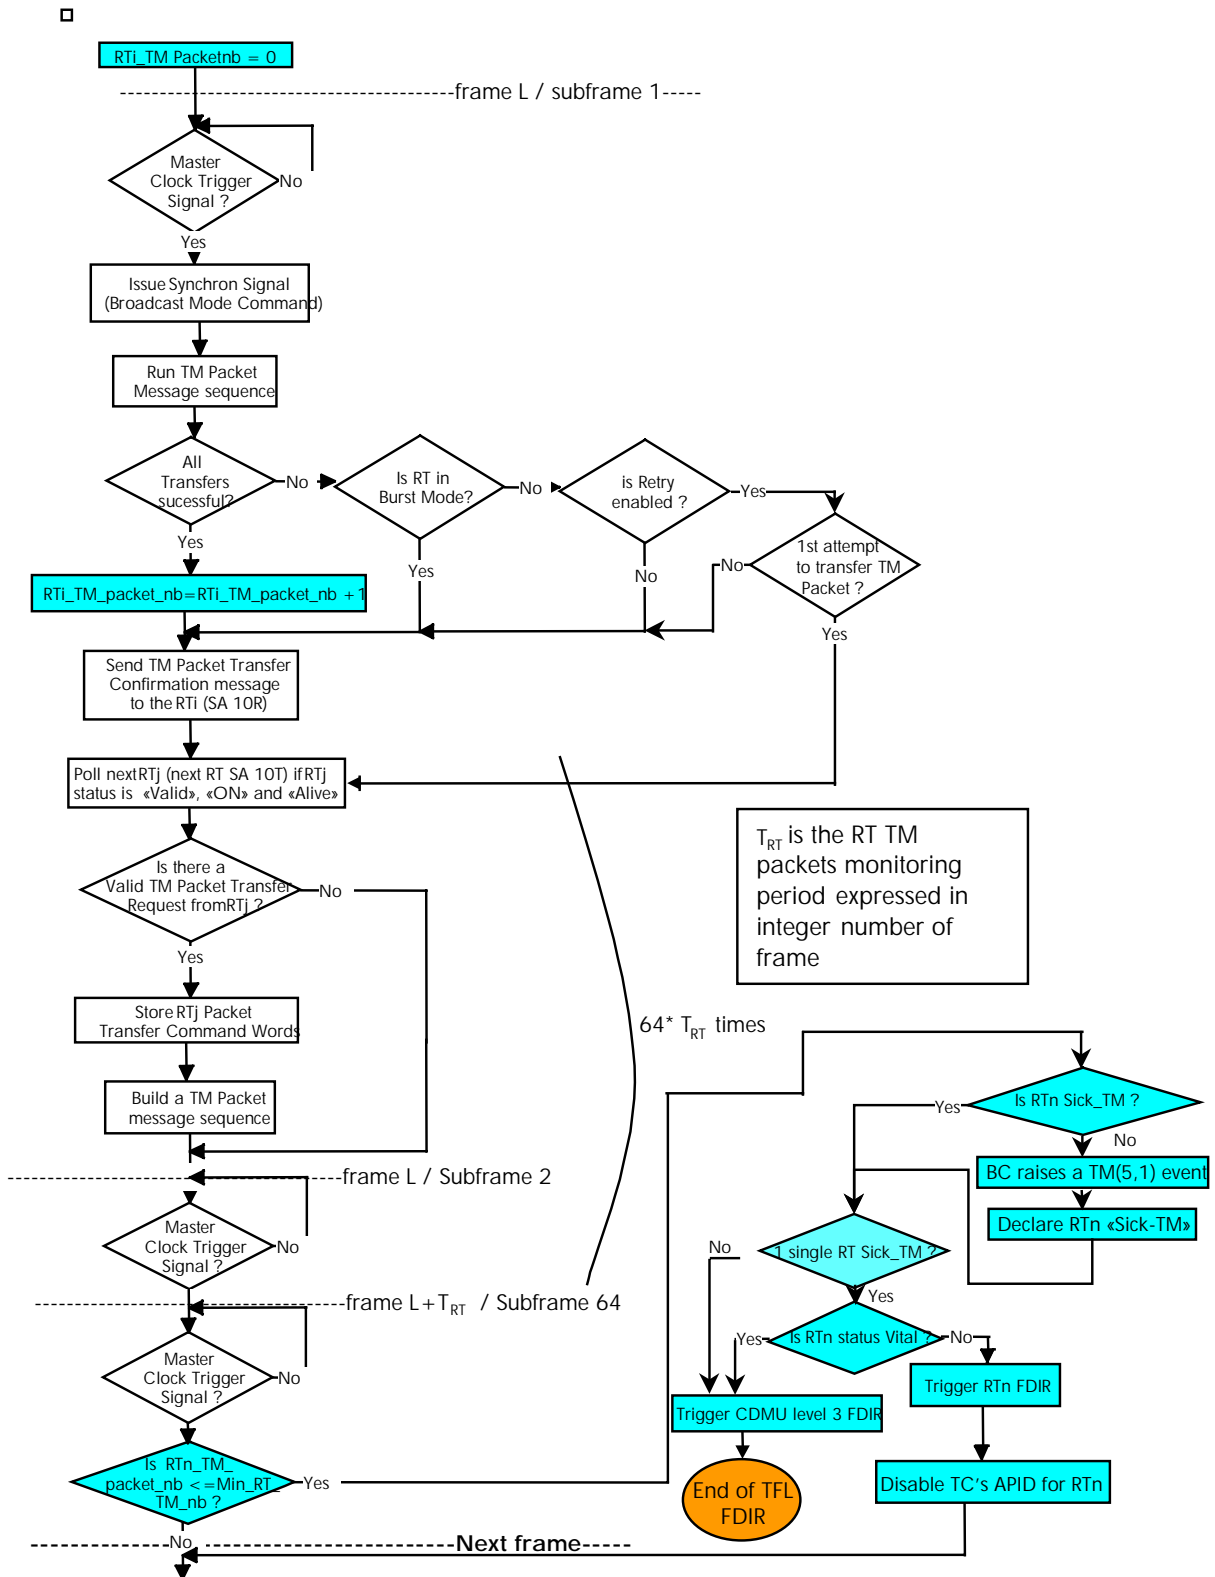 RTi_TM Packetnb = 0
frame L / subframe 1
Master
Clock Trigger
Signal ?
No
Yes
Issue Synchron Signal
(Broadcast Mode Command)
Run TM Packet
Message sequence
All
Transfers
sucessful?
No
Is RT in
Burst Mode?
No
is Retry
enabled ?
Yes
1st attempt
to transfer TM
Packet ?
No
Yes
Yes
No
Yes
RTi_TM_packet_nb=RTi_TM_packet_nb +1
Send TM Packet Transfer
Confirmation message
to the RTi (SA 10R)
Poll next RTj (next RT SA 10T) if RTj
status is «Valid», «ON» and «Alive»
TRT is the RT TM
packets monitoring
period expressed in
integer number of
frame
Is there a
Valid TM Packet Transfer
Request from RTj ?
No
Yes
Store RTj Packet
Transfer Command Words
64* TRT times
Build a TM Packet
message sequence
Is RTn Sick_TM ?
Yes
No
BC raises a TM(5,1) event
Declare RTn «Sick-TM»
frame L / Subframe 2
Master
Clock Trigger
Signal ?
No
1 single RT Sick_TM ?
No
Yes
frame L+TRT / Subframe 64
Is RTn status Vital ?
Yes
No
Master
Clock Trigger
Signal ?
No
Trigger RTn FDIR
Trigger CDMU level 3 FDIR
Is RTn_TM_
packet_nb <=Min_RT_
TM_nb ?
Yes
End of TFL
FDIR
Disable TC's APID for RTn
No
Next frame